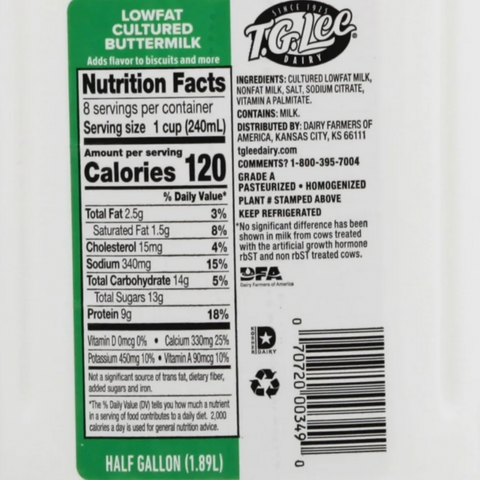 LOWFAT
CULTURED
BUTTERMILK
Adds flavor to biscuits and more
Nutrition Facts
8 servings per container
Serving size 1 cup (240mL)
Amount per serving
Calories 120
% Daily Value*
Total Fat 2.5g 3%
Saturated Fat 1.5g 8%
Cholesterol 15mg 4%
Sodium 340mg 15%
Total Carbohydrate 14g 5%
Total Sugars 13g
Protein 9g 18%
Vitamin D 0mcg 0% • Calcium 330mg 25%
Potassium 450mg 10% • Vitamin A 90mcg 10%
Not a significant source of trans fat, dietary fiber,
added sugars and iron.
*The % Daily Value (DV) tells you how much a nutrient
in a serving of food contributes to a daily diet. 2,000
calories a day is used for general nutrition advice.
HALF GALLON (1.89L)
SINCE 1925
T.G. Lee
DAIRY
INGREDIENTS: CULTURED LOWFAT MILK,
NONFAT MILK, SALT, SODIUM CITRATE,
VITAMIN A PALMITATE.
CONTAINS: MILK.
DISTRIBUTED BY: DAIRY FARMERS OF
AMERICA, KANSAS CITY, KS 66111
tgleedairy.com
COMMENTS? 1-800-395-7004
GRADE A
PASTEURIZED • HOMOGENIZED
PLANT # STAMPED ABOVE
KEEP REFRIGERATED
*No significant difference has been
shown in milk from cows treated
with the artificial growth hormone
rbST and non rbST treated cows.
DFA
Dairy Farmers of America
D
DAIRY
0 70720 00349 0